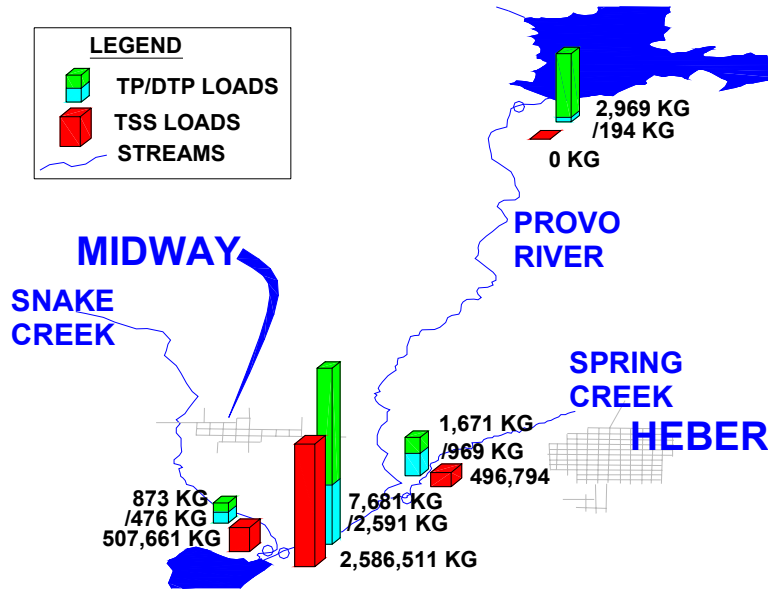 LEGEND
TP/DTP LOADS
TSS LOADS
STREAMS
2,969 KG
/194 KG
0 KG
PROVO
RIVER
MIDWAY
SNAKE
CREEK
SPRING
CREEK
HEBER
1,671 KG
/969 KG
496,794
873 KG
/476 KG
507,661 KG
7,681 KG
/2,591 KG
2,586,511 KG